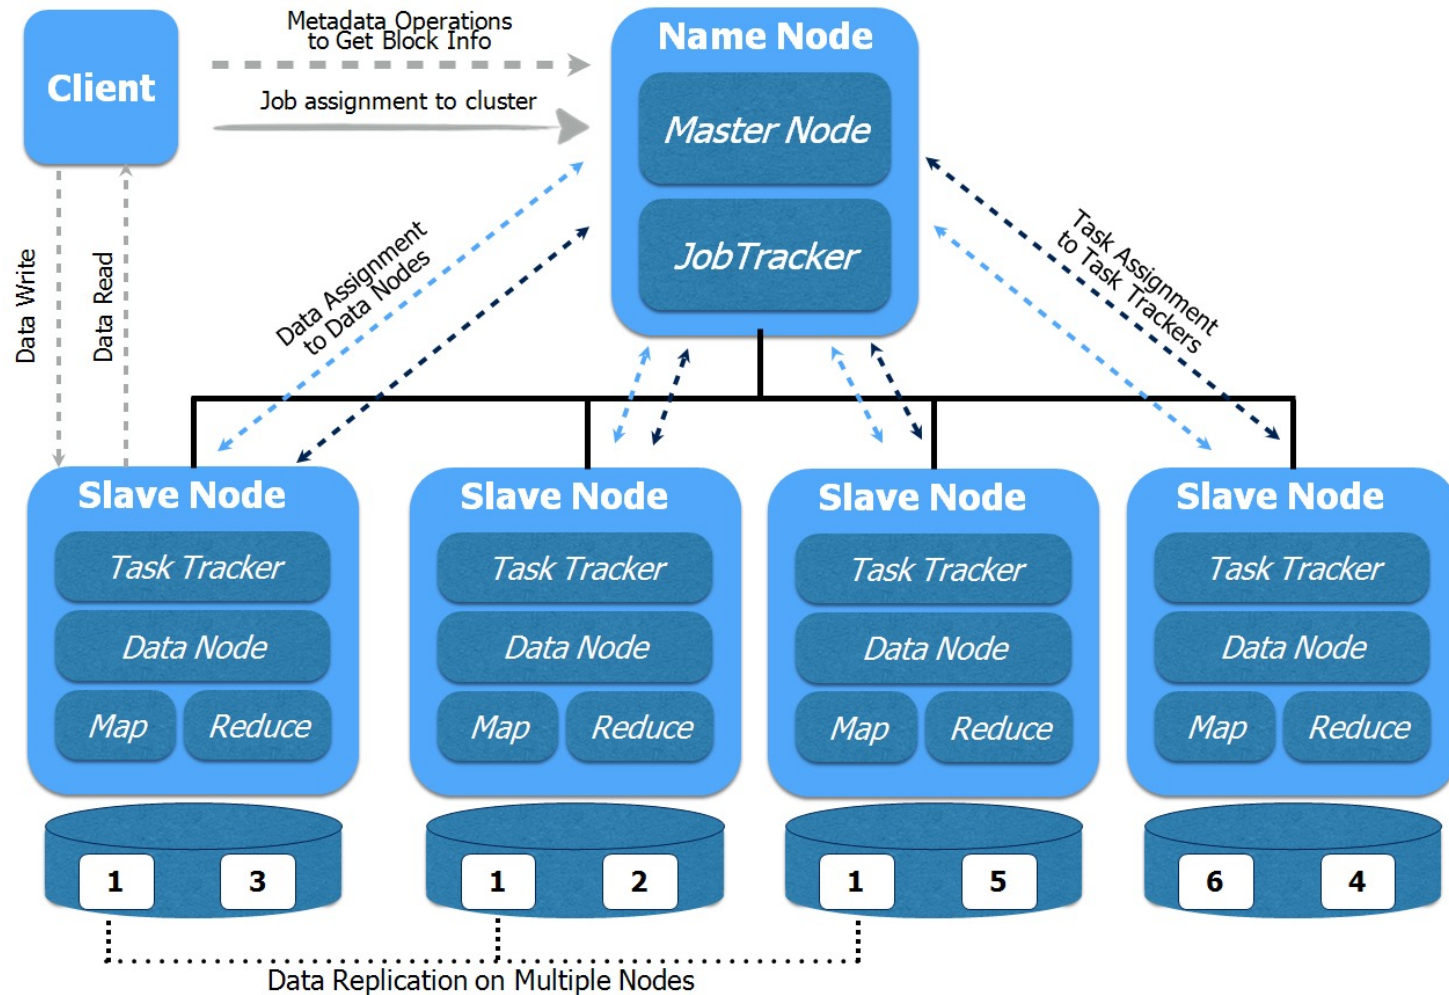 Client
Metadata Operations
to Get Block Info
Job assignment to cluster
Name Node
Master Node
JobTracker
Data Write
Data Read
Data Assignment
to Data Nodes
Task Assignment
to Task Trackers
Slave Node
Task Tracker
Data Node
Map
Reduce
Slave Node
Task Tracker
Data Node
Map
Reduce
Slave Node
Task Tracker
Data Node
Map
Reduce
Slave Node
Task Tracker
Data Node
Map
Reduce
1
3
1
2
1
5
6
4
Data Replication on Multiple Nodes